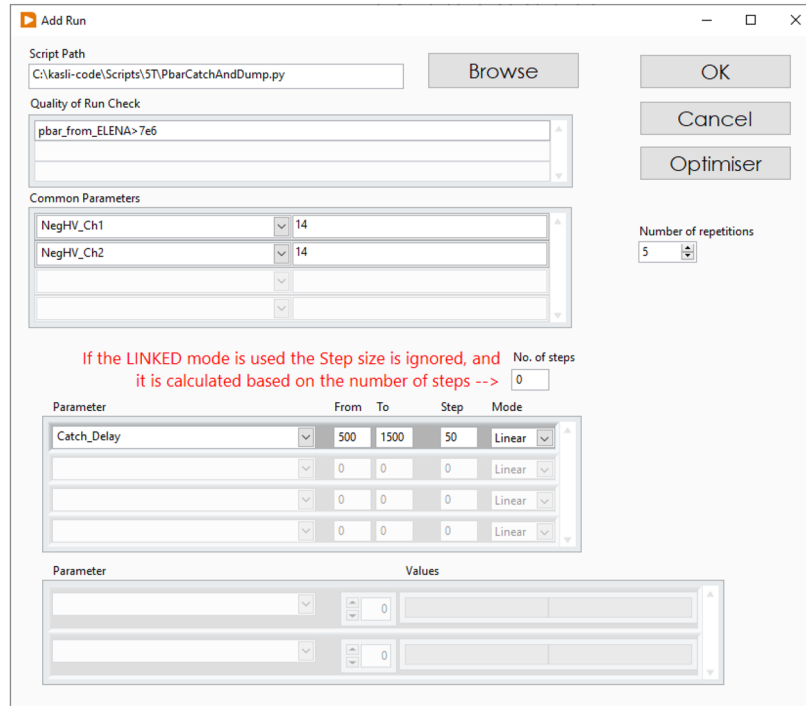 Add Run
Script Path
C:\kasli-code\Scripts\5T\PbarCatchAndDump.py
Browse
OK
Quality of Run Check
Cancel
pbar_from_ELENA>7e6
Optimiser
Common Parameters
NegHV_Ch1 14
Number of repetitions
NegHV_Ch2 14
5
If the LINKED mode is used the Step size is ignored, and
it is calculated based on the number of steps -->
No. of steps
0
Parameter From To Step Mode
Catch_Delay 500 1500 50 Linear
0 0 0 Linear
0 0 0 Linear
0 0 0 Linear
Parameter Values
0
0